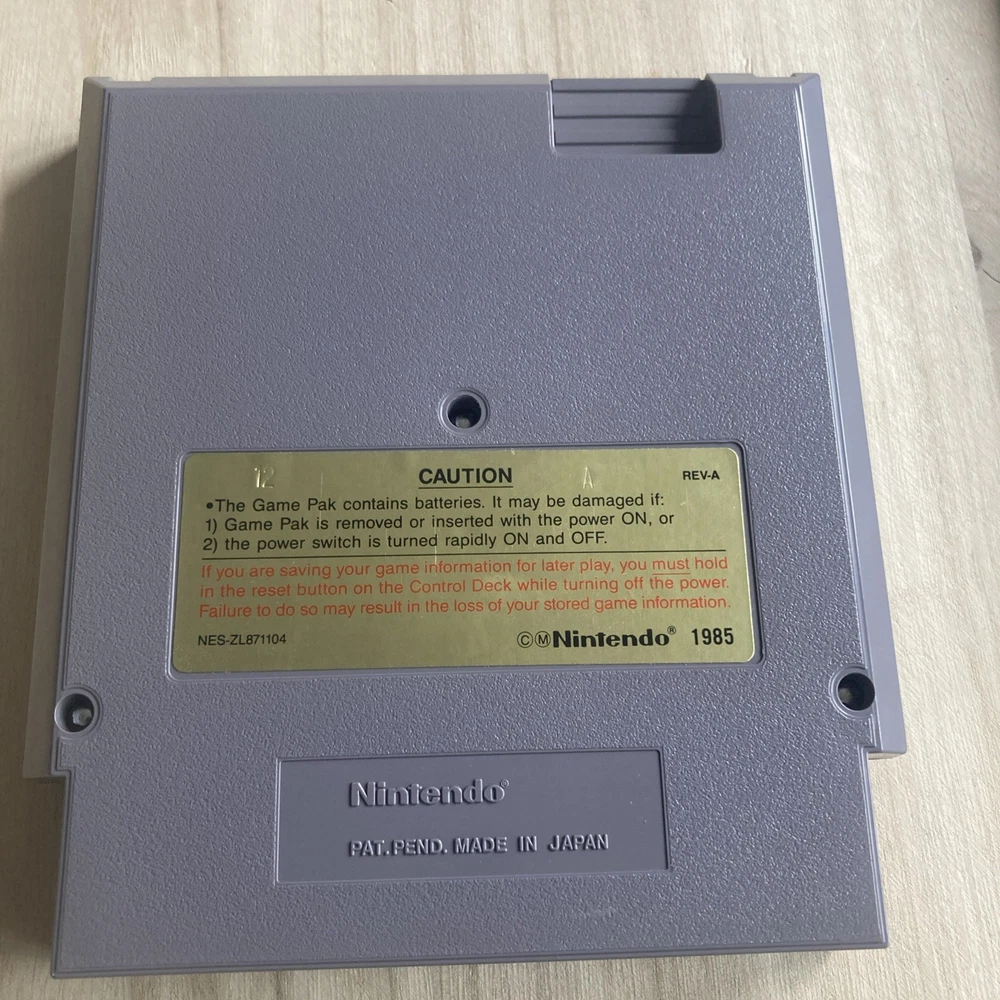 12 CAUTION A REV-A
•The Game Pak contains batteries. It may be damaged if:
1) Game Pak is removed or inserted with the power ON, or
2) the power switch is turned rapidly ON and OFF.
If you are saving your game information for later play, you must hold
in the reset button on the Control Deck while turning off the power.
Failure to do so may result in the loss of your stored game information.
NES-ZL871104 ©Ⓜ Nintendo® 1985
Nintendo®
PAT. PEND. MADE IN JAPAN